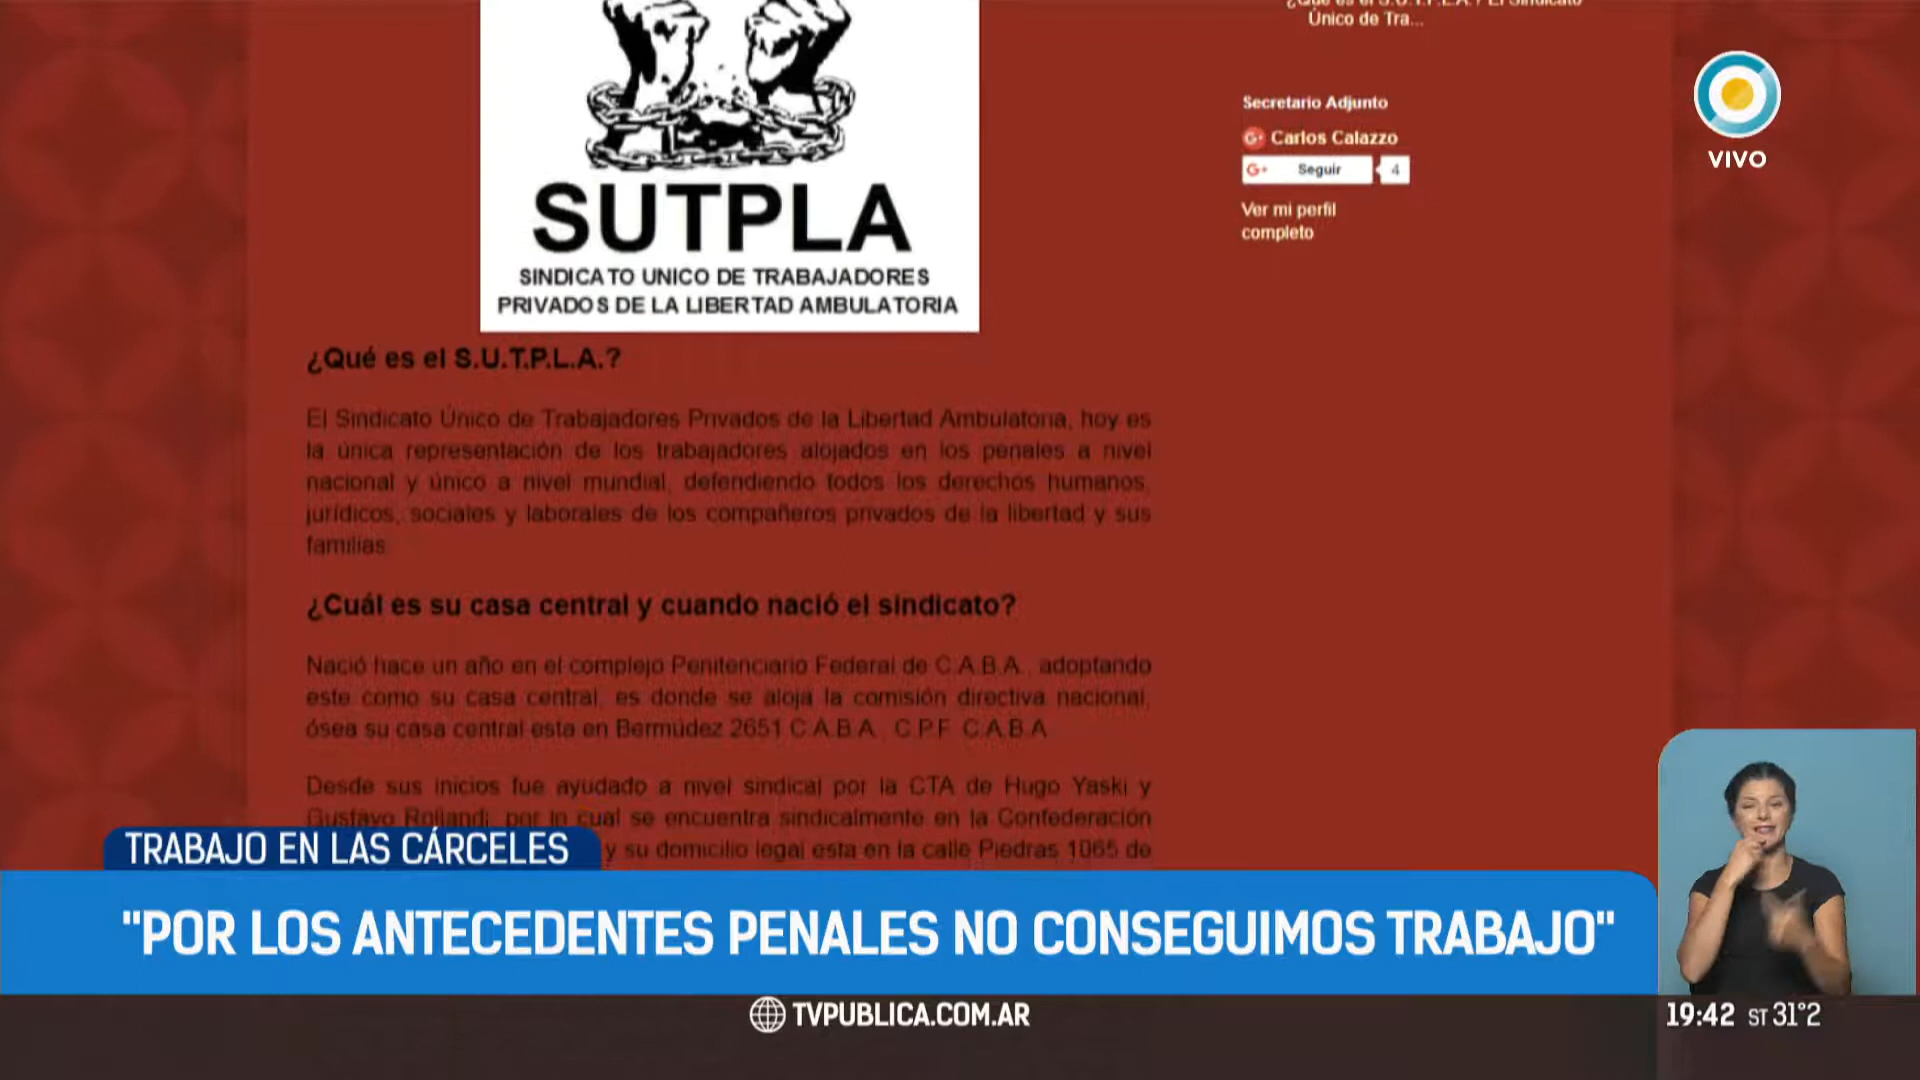 Único de Tra...
VIVO
Secretario Adjunto
G+ Carlos Calazzo
G+ Seguir 4
Ver mi perfil
completo
SUTPLA
SINDICATO UNICO DE TRABAJADORES
PRIVADOS DE LA LIBERTAD AMBULATORIA
¿Qué es el S.U.T.P.L.A.?
El Sindicato Único de Trabajadores Privados de la Libertad Ambulatoria, hoy es
la única representación de los trabajadores alojados en los penales a nivel
nacional y único a nivel mundial, defendiendo todos los derechos humanos,
jurídicos, sociales y laborales de los compañeros privados de la libertad y sus
familias
¿Cuál es su casa central y cuando nació el sindicato?
Nació hace un año en el complejo Penitenciario Federal de C.A.B.A., adoptando
este como su casa central, es donde se aloja la comisión directiva nacional,
ósea su casa central esta en Bermúdez 2651 C.A.B.A. C.P.F. C.A.B.A
Desde sus inicios fue ayudado a nivel sindical por la CTA de Hugo Yaski y
Gustavo Rollandi, por lo cual se encuentra sindicalmente en la Confederación
y su domicilio legal esta en la calle Piedras 1065 de
TRABAJO EN LAS CÁRCELES
"POR LOS ANTECEDENTES PENALES NO CONSEGUIMOS TRABAJO"
TVPUBLICA.COM.AR
19:42 ST 31°2